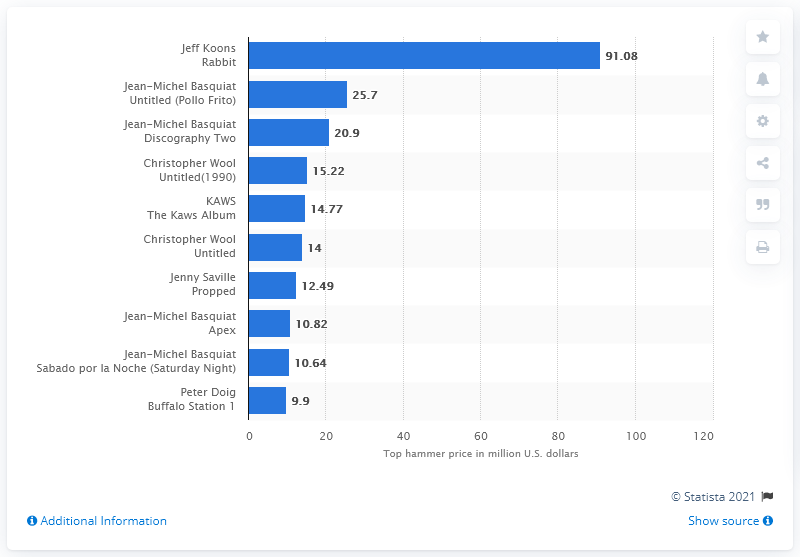 Jeff Koons
Rabbit
91.08
Jean-Michel Basquiat
Untitled (Pollo Frito)
25.7
Jean-Michel Basquiat
Discography Two
20.9
Christopher Wool
Untitled(1990)
15.22
KAWS
The Kaws Album
14.77
Christopher Wool
Untitled
14
Jenny Saville
Propped
12.49
Jean-Michel Basquiat
Apex
10.82
Jean-Michel Basquiat
Sabado por la Noche (Saturday Night)
10.64
Peter Doig
Buffalo Station 1
9.9
0 20 40 60 80 100 120
Top hammer price in million U.S. dollars
© Statista 2021
Additional Information
Show source